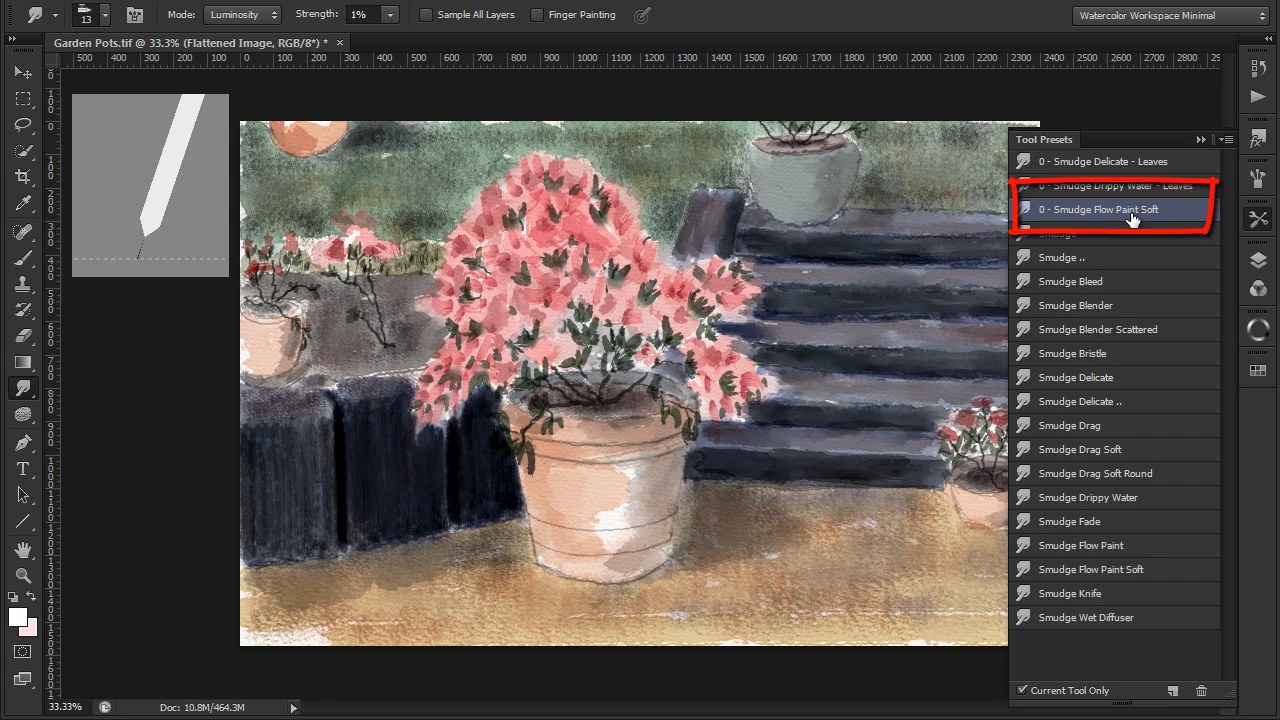 13 Mode: Luminosity Strength: 1% Sample All Layers Finger Painting Watercolor Workspace Minimal
Garden Pots.tif @ 33.3% (Flattened Image, RGB/8*) * ×
500 400 300 200 100 0 100 200 300 400 500 600 700 800 900 1000 1100 1200 1300 1400 1500 1600 1700 1800 1900 2000 2100 2200 2300 2400 2500 2600 2700 2800
Tool Presets
0 - Smudge Delicate - Leaves
0 - Smudge Drippy Water - Leaves
0 - Smudge Flow Paint Soft
Smudge
Smudge ..
Smudge Bleed
Smudge Blender
Smudge Blender Scattered
Smudge Bristle
Smudge Delicate
Smudge Delicate ..
Smudge Drag
Smudge Drag Soft
Smudge Drag Soft Round
Smudge Drippy Water
Smudge Fade
Smudge Flow Paint
Smudge Flow Paint Soft
Smudge Knife
Smudge Wet Diffuser
Current Tool Only
33.33% Doc: 10.8M/464.3M